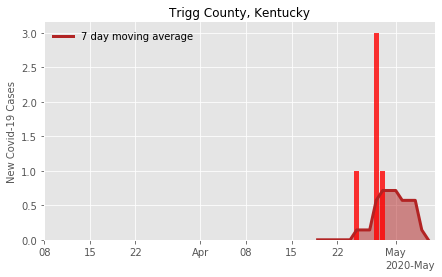 Trigg County, Kentucky
7 day moving average
New Covid-19 Cases
3.0
2.5
2.0
1.5
1.0
0.5
0.0
08 15 22 Apr 08 15 22 May
2020-May